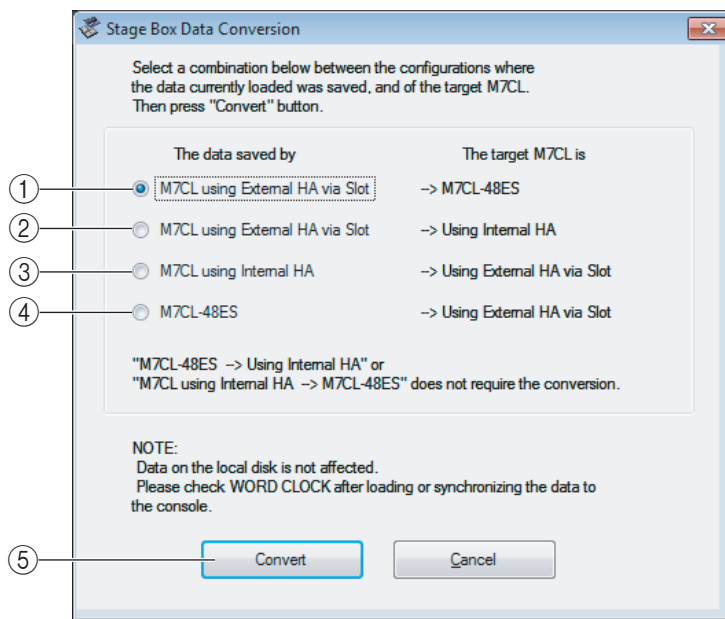 Stage Box Data Conversion
Select a combination below between the configurations where
the data currently loaded was saved, and of the target M7CL.
Then press "Convert" button.
The data saved by The target M7CL is
① M7CL using External HA via Slot --> M7CL-48ES
② M7CL using External HA via Slot --> Using Internal HA
③ M7CL using Internal HA --> Using External HA via Slot
④ M7CL-48ES --> Using External HA via Slot
"M7CL-48ES --> Using Internal HA" or
"M7CL using Internal HA --> M7CL-48ES" does not require the conversion.
NOTE:
Data on the local disk is not affected.
Please check WORD CLOCK after loading or synchronizing the data to
the console.
⑤ Convert Cancel